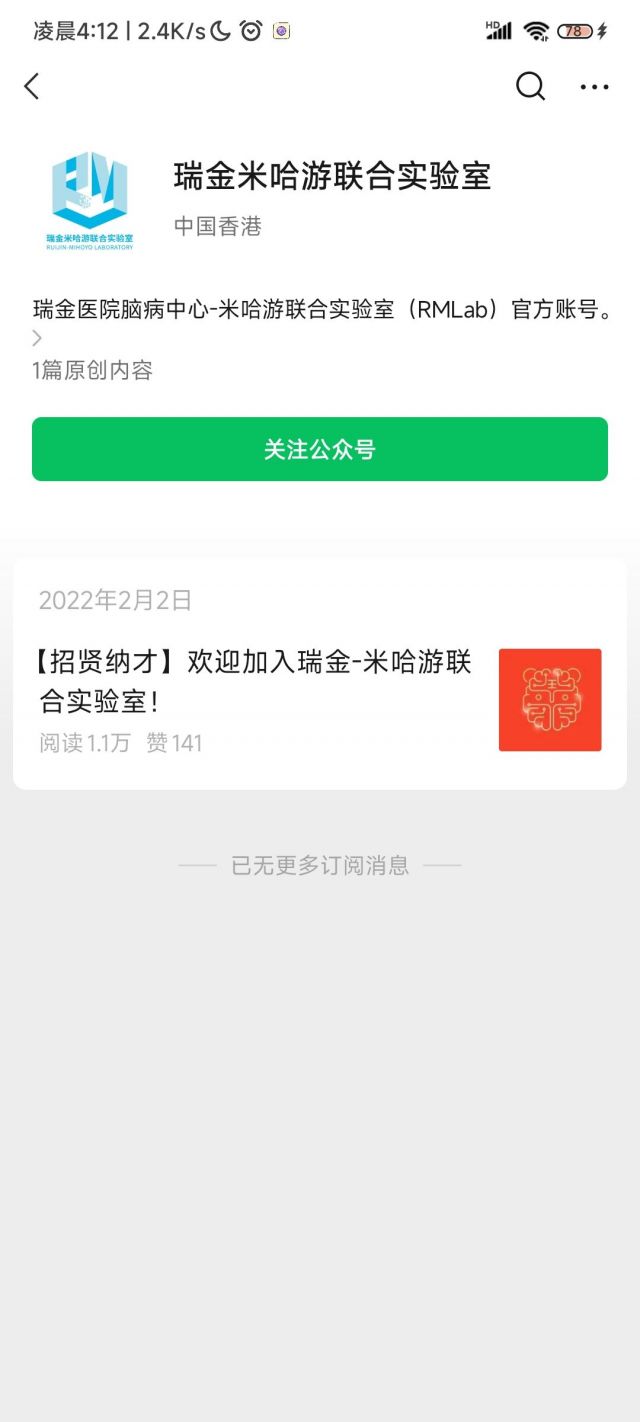 凌晨4:12 | 2.4K/s
HD
78
瑞金米哈游联合实验室
RUIJIN-MIHOYO LABORATORY
瑞金米哈游联合实验室
中国香港
瑞金医院脑病中心-米哈游联合实验室（RMLab）官方账号。
1篇原创内容
关注公众号
2022年2月2日
【招贤纳才】欢迎加入瑞金-米哈游联
合实验室！
阅读1.1万 赞141
已无更多订阅消息